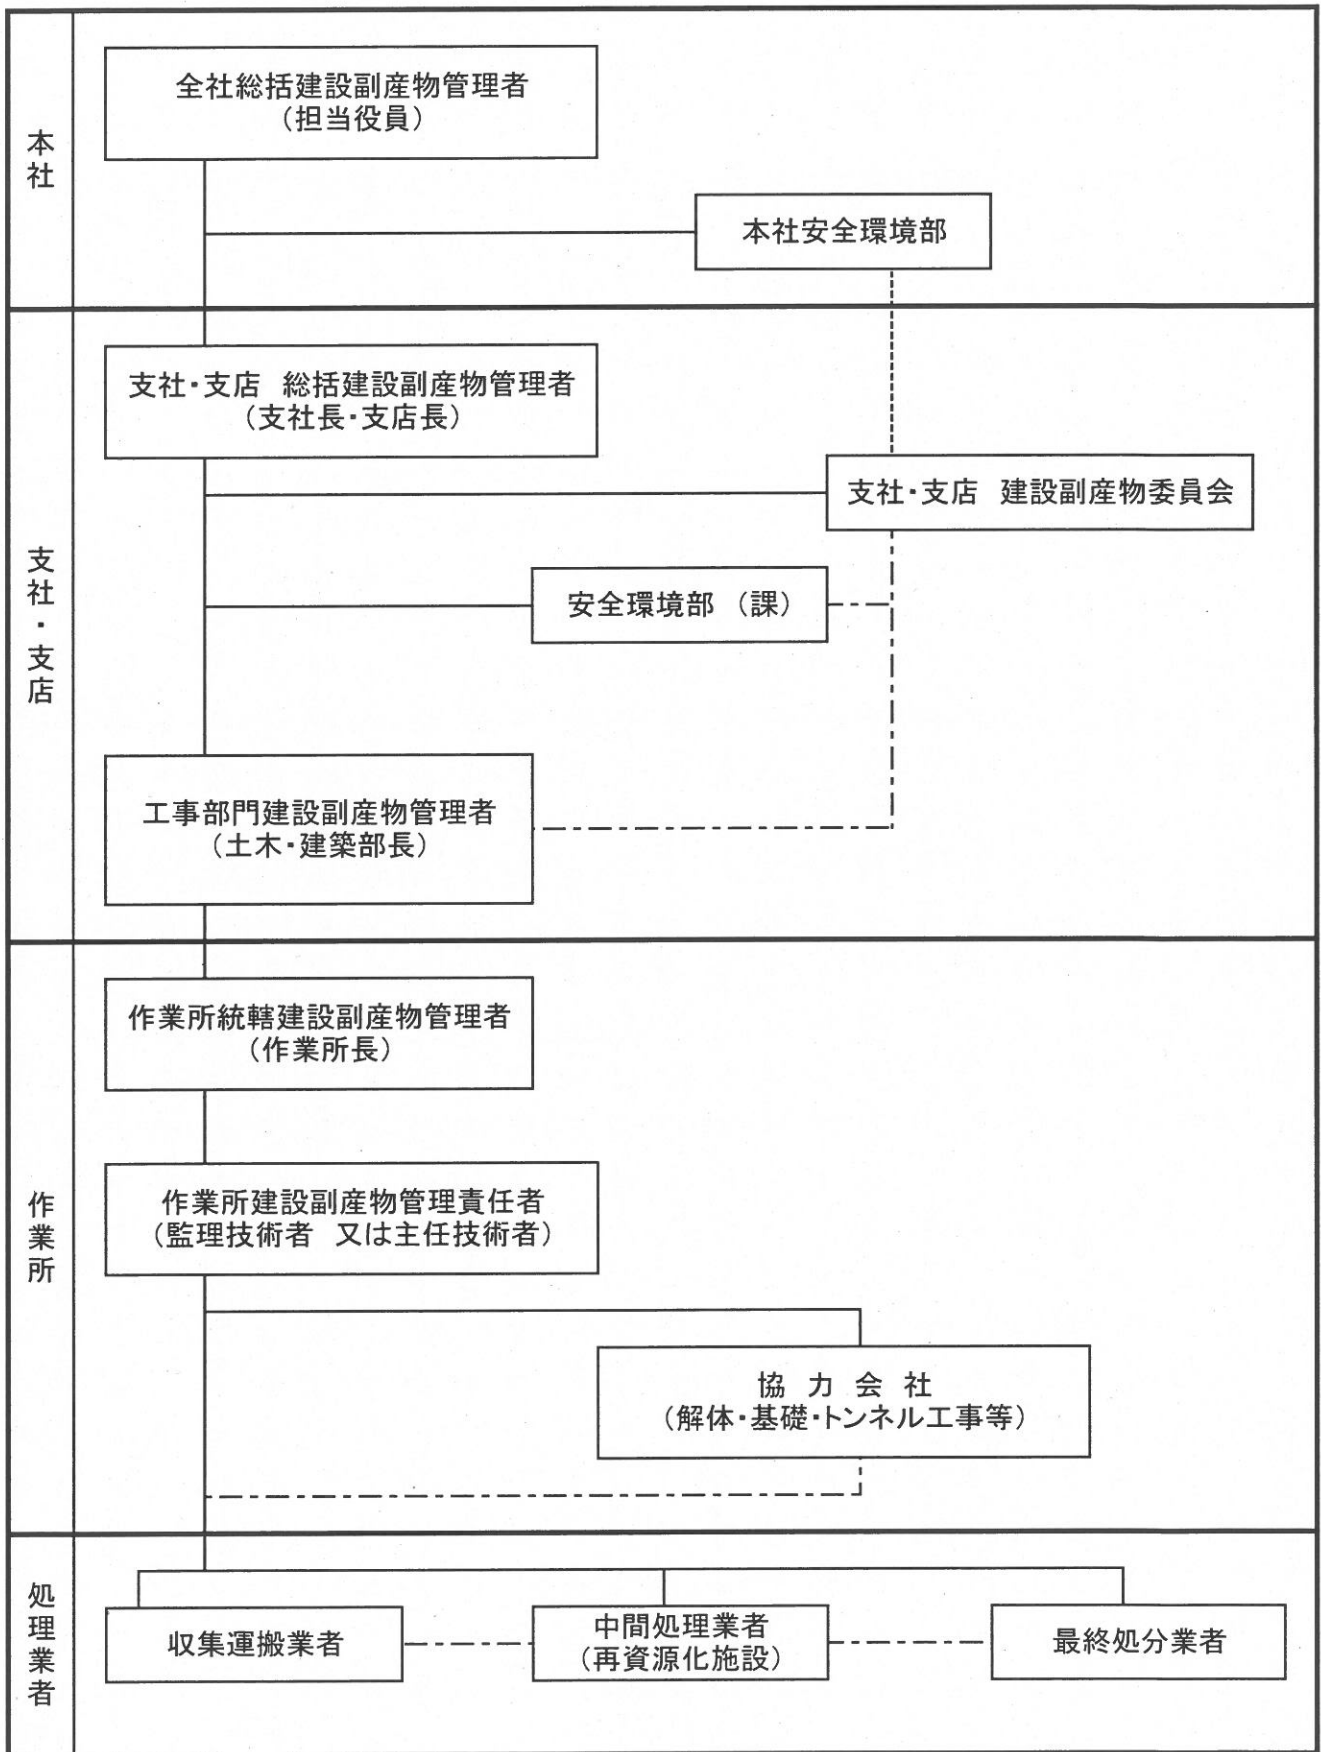 本社
全社総括建設副産物管理者
（担当役員）
本社安全環境部
支社・支店
支社・支店　総括建設副産物管理者
（支社長・支店長）
支社・支店　建設副産物委員会
安全環境部　（課）
工事部門建設副産物管理者
（土木・建築部長）
作業所
作業所統轄建設副産物管理者
（作業所長）
作業所建設副産物管理責任者
（監理技術者　又は主任技術者）
協　力　会　社
（解体・基礎・トンネル工事等）
処理業者
収集運搬業者
中間処理業者
（再資源化施設）
最終処分業者